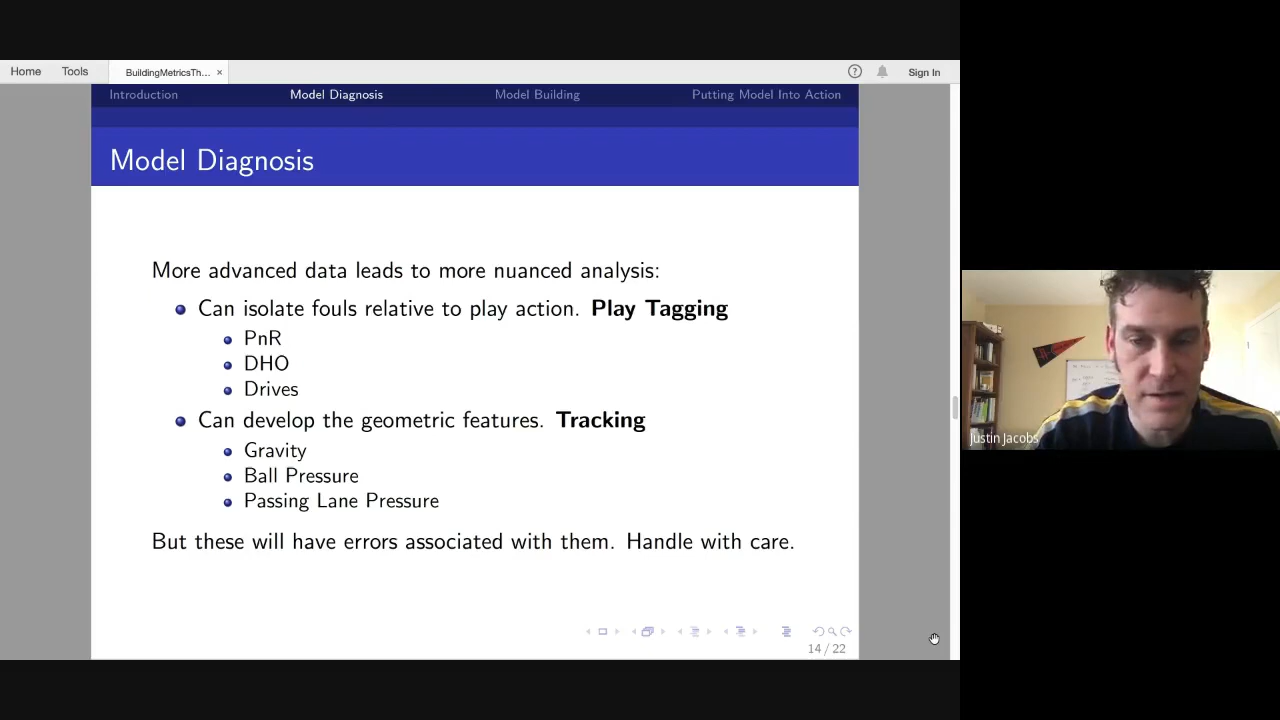 Home Tools BuildingMetricsTh... × ? Sign In
Introduction Model Diagnosis Model Building Putting Model Into Action
Model Diagnosis
More advanced data leads to more nuanced analysis:
Can isolate fouls relative to play action. Play Tagging
PnR
DHO
Drives
Can develop the geometric features. Tracking
Gravity
Ball Pressure
Passing Lane Pressure
But these will have errors associated with them. Handle with care.
14 / 22
Justin Jacobs